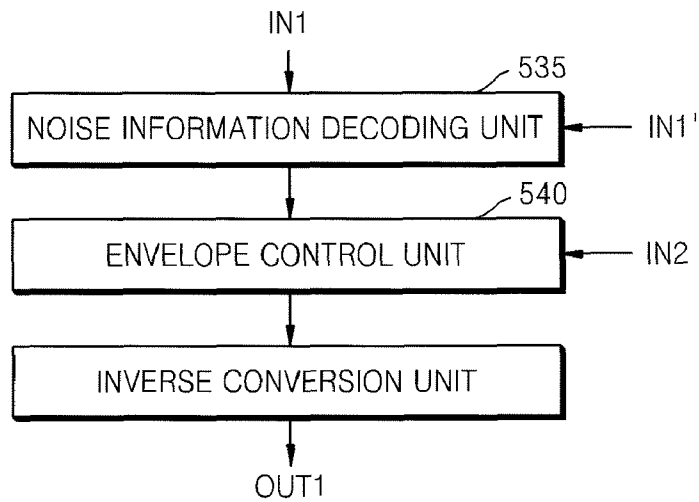 IN1
535
NOISE INFORMATION DECODING UNIT
IN1'
540
ENVELOPE CONTROL UNIT
IN2
INVERSE CONVERSION UNIT
OUT1